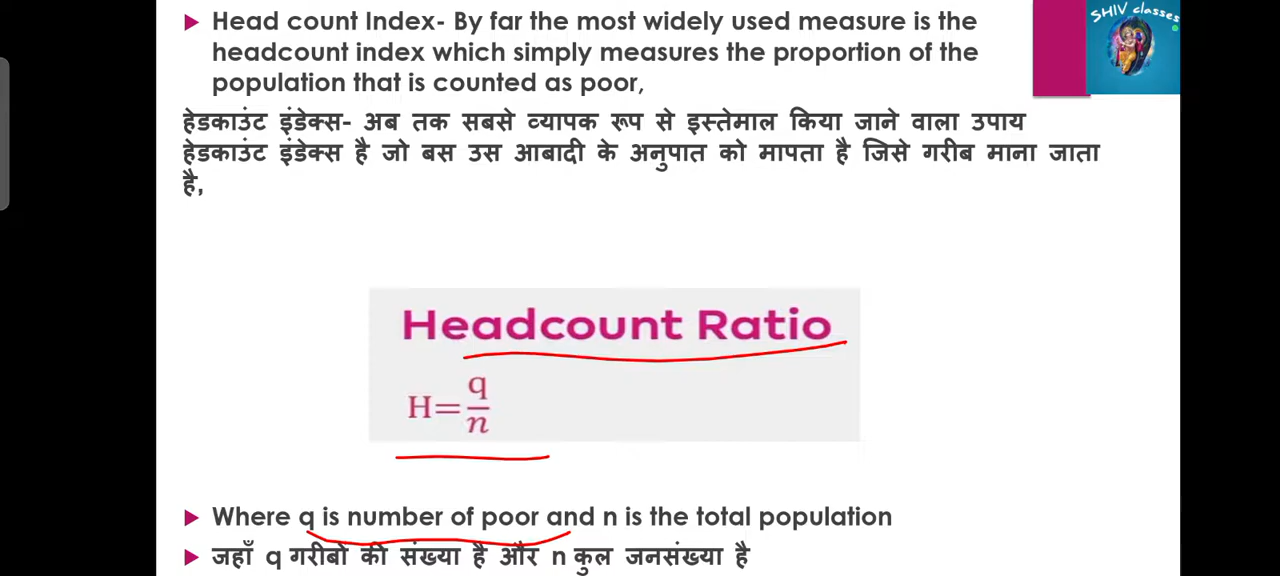 SHIV classes
Head count Index- By far the most widely used measure is the
headcount index which simply measures the proportion of the
population that is counted as poor,
हेडकाउंट इंडेक्स- अब तक सबसे व्यापक रूप से इस्तेमाल किया जाने वाला उपाय
हेडकाउंट इंडेक्स है जो बस उस आबादी के अनुपात को मापता है जिसे गरीब माना जाता
है,
Headcount Ratio
H=q/n
Where q is number of poor and n is the total population
जहाँ q गरीबो की संख्या है और n कुल जनसंख्या है